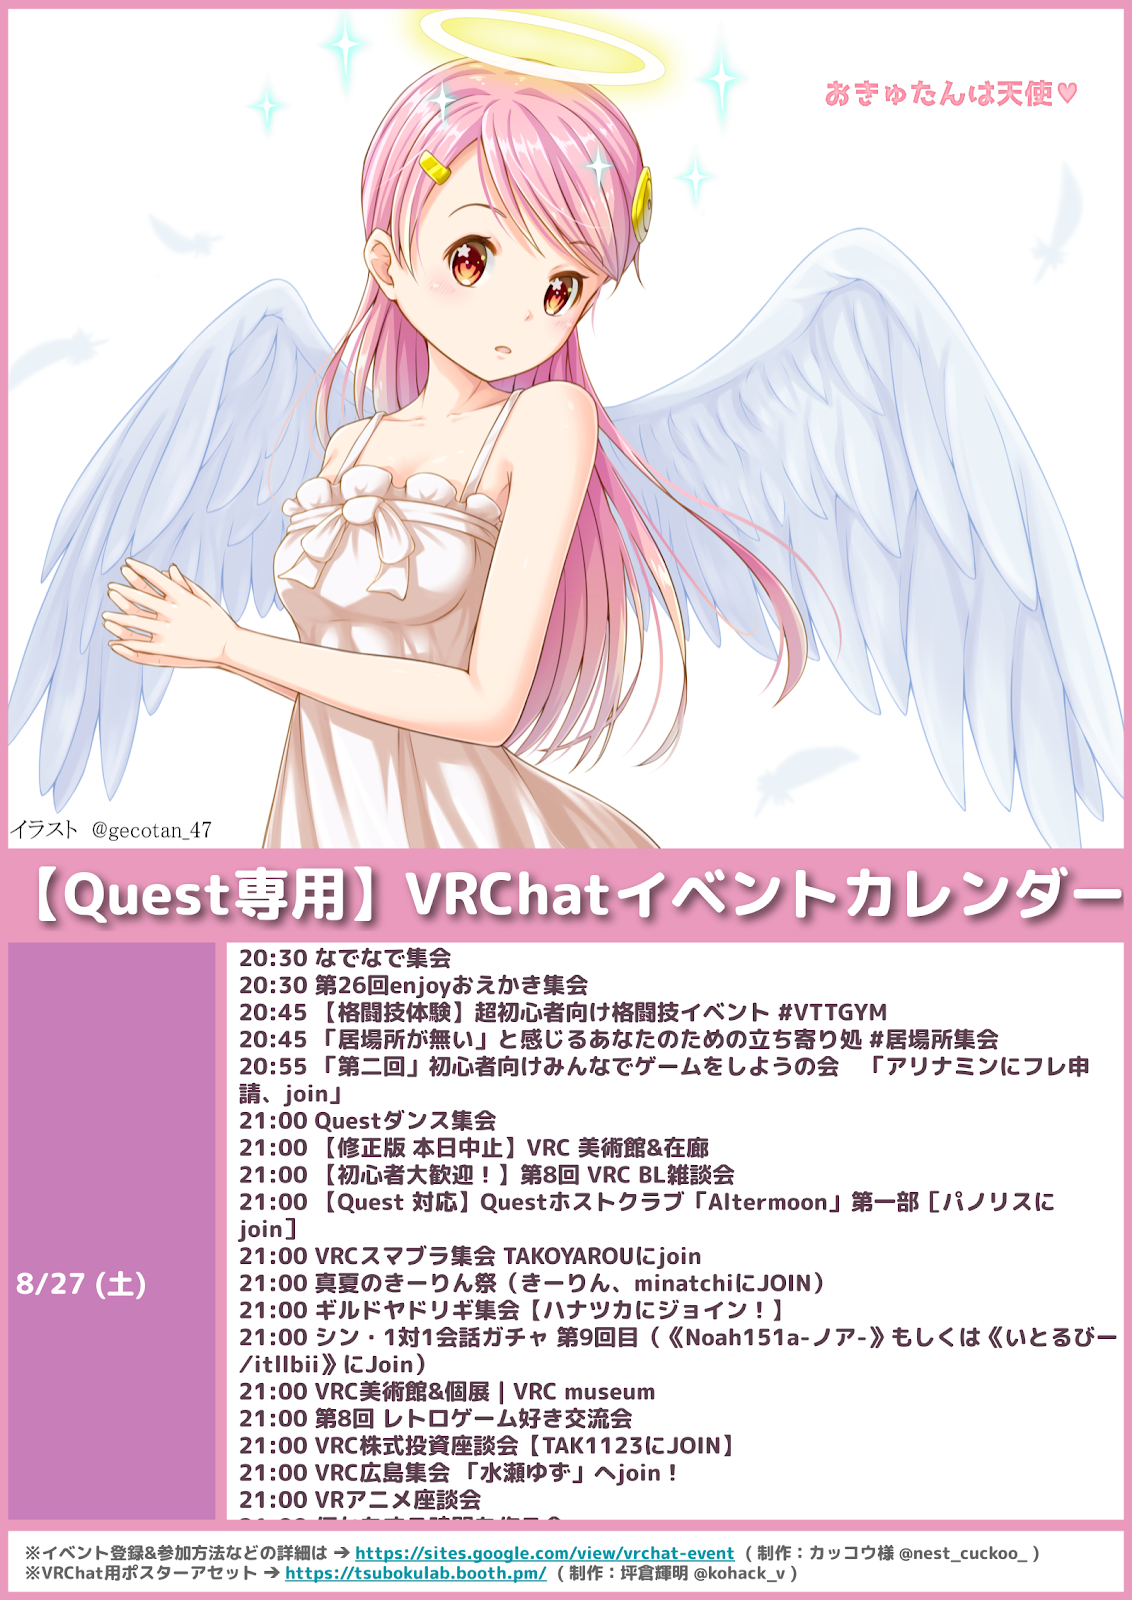 おきゅたんは天使♥
イラスト @gecotan_47
【Quest専用】VRChatイベントカレンダー
8/27 (土)
20:30 なでなで集会
20:30 第26回enjoyおえかき集会
20:45 【格闘技体験】超初心者向け格闘技イベント #VTTGYM
20:45 「居場所が無い」と感じるあなたのための立ち寄り処 #居場所集会
20:55 「第二回」初心者向けみんなでゲームをしようの会　「アリナミンにフレ申
請、join」
21:00 Questダンス集会
21:00 【修正版 本日中止】VRC 美術館&在廊
21:00 【初心者大歓迎！】第8回 VRC BL雑談会
21:00 【Quest 対応】Questホストクラブ「Altermoon」第一部［パノリスに
join］
21:00 VRCスマブラ集会 TAKOYAROUにjoin
21:00 真夏のきーりん祭（きーりん、minatchiにJOIN）
21:00 ギルドヤドリギ集会【ハナツカにジョイン！】
21:00 シン・1対1会話ガチャ 第9回目（《Noah151a-ノア-》もしくは《いとるびー
/itllbii》にJoin）
21:00 VRC美術館&個展 | VRC museum
21:00 第8回 レトロゲーム好き交流会
21:00 VRC株式投資座談会【TAK1123にJOIN】
21:00 VRC広島集会 「水瀬ゆず」へjoin！
21:00 VRアニメ座談会
※イベント登録&参加方法などの詳細は → https://sites.google.com/view/vrchat-event （制作：カッコウ様 @nest_cuckoo_ ）
※VRChat用ポスターアセット → https://tsubokulab.booth.pm/ （制作：坪倉輝明 @kohack_v）